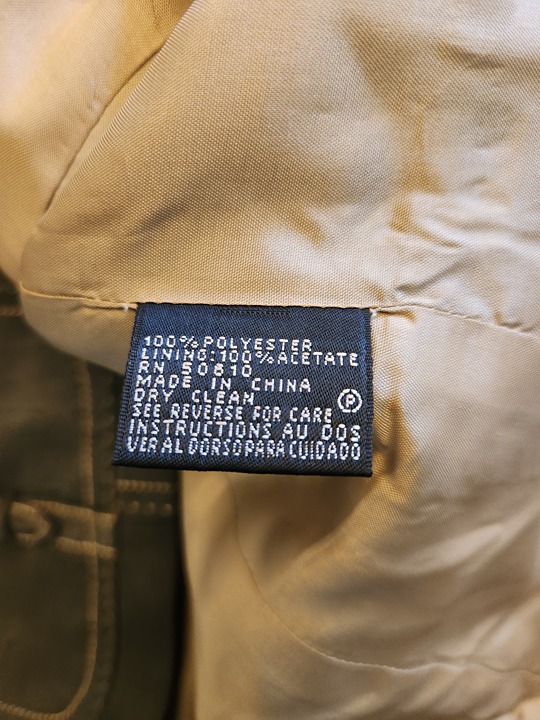 100% POLYESTER
LINING:100% ACETATE
RN 50610
MADE IN CHINA
DRY CLEAN
P
SEE REVERSE FOR CARE
INSTRUCTIONS AU DOS
VER AL DORSO PARA CUIDADO